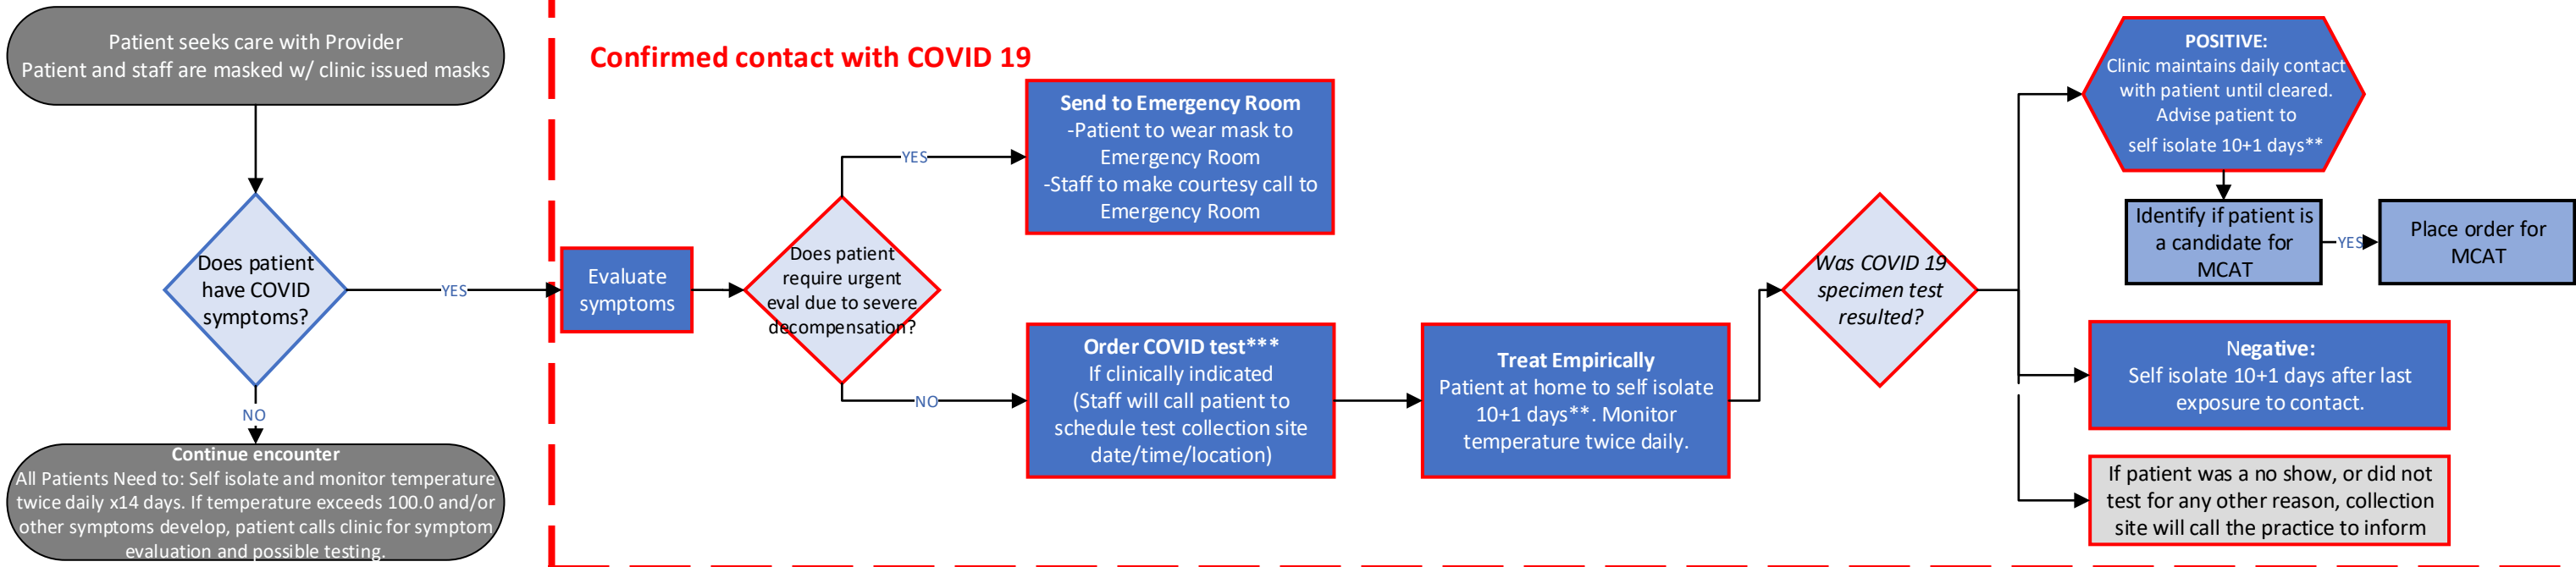 Patient seeks care with Provider
Patient and staff are masked w/ clinic issued masks
Does patient
have COVID
symptoms?
YES
NO
Continue encounter
All Patients Need to: Self isolate and monitor temperature
twice daily x14 days. If temperature exceeds 100.0 and/or
other symptoms develop, patient calls clinic for symptom
evaluation and possible testing.
Confirmed contact with COVID 19
Evaluate
symptoms
Does patient
require urgent
eval due to severe
decompensation?
YES
Send to Emergency Room
-Patient to wear mask to
Emergency Room
-Staff to make courtesy call to
Emergency Room
NO
Order COVID test***
If clinically indicated
(Staff will call patient to
schedule test collection site
date/time/location)
Treat Empirically
Patient at home to self isolate
10+1 days**. Monitor
temperature twice daily.
Was COVID 19
specimen test
resulted?
POSITIVE:
Clinic maintains daily contact
with patient until cleared.
Advise patient to
self isolate 10+1 days**
Identify if patient is
a candidate for
MCAT
YES
Place order for
MCAT
Negative:
Self isolate 10+1 days after last
exposure to contact.
If patient was a no show, or did not
test for any other reason, collection
site will call the practice to inform